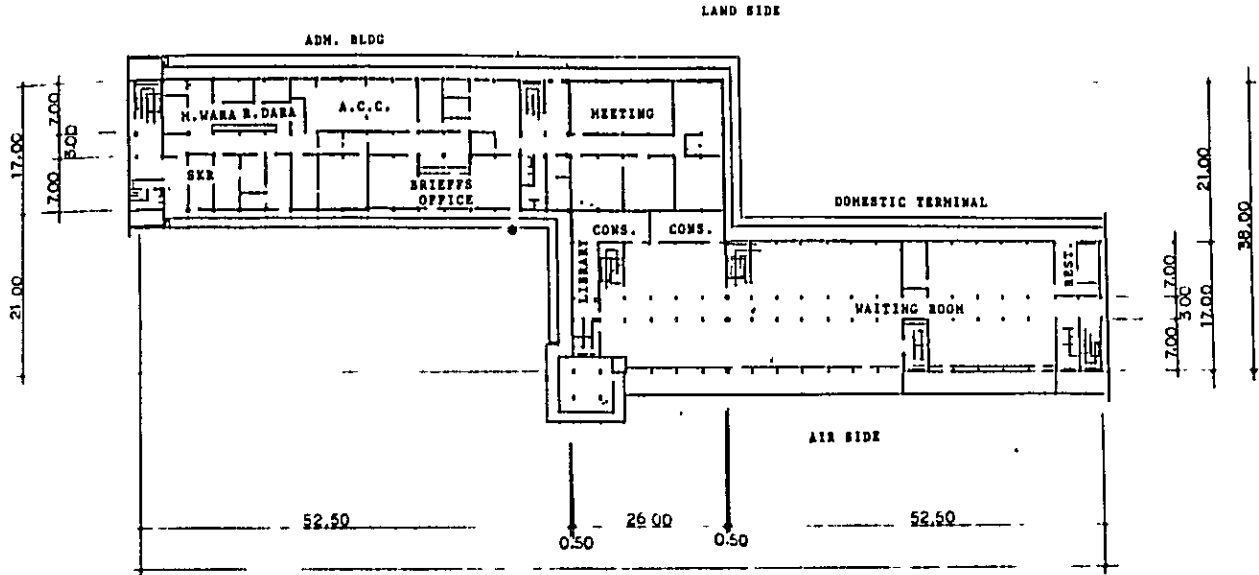 LAND SIDE
ADM. BLDG
M.WARA R.DARA
A.C.C.
MEETING
SKR
BRIEFFS
OFFICE
CONS.
CONS.
LIBRARY
DOMESTIC TERMINAL
REST.
WAITING ROOM
AIR SIDE
17.00
7.00
3.00
7.00
21.00
21.00
38.00
7.00
3.00
17.00
7.00
52.50
26.00
52.50
0.50
0.50